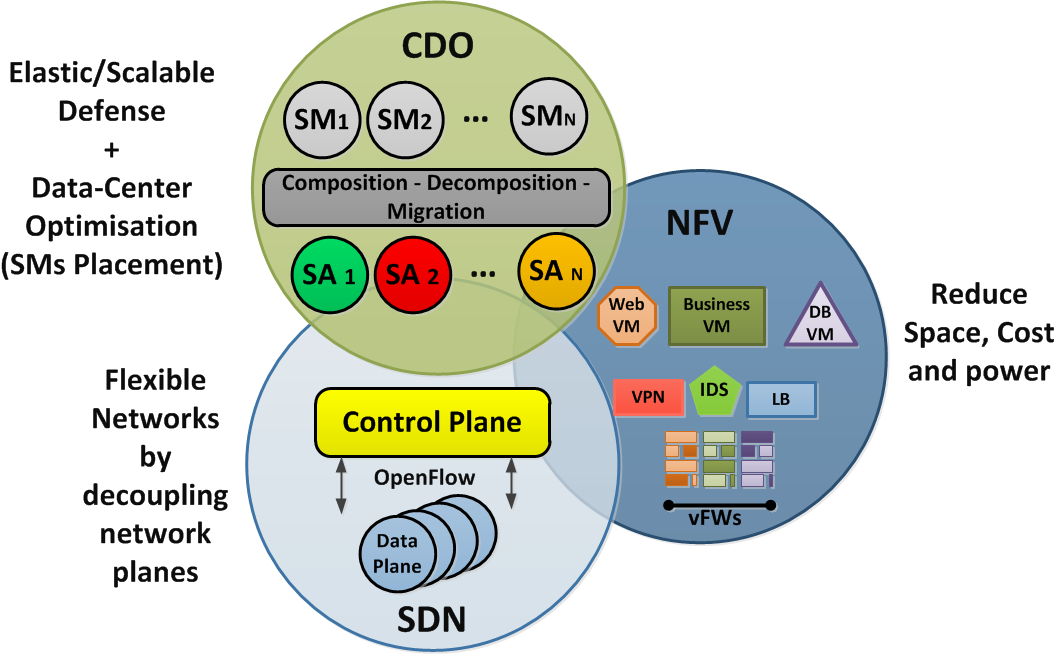 CDO
Elastic/Scalable
Defense
+
Data-Center
Optimisation
(SMs Placement)
SM1
SM2
...
SMN
Composition - Decomposition -
Migration
SA 1
SA 2
...
SA N
NFV
Web
VM
Business
VM
DB
VM
VPN
IDS
LB
vFWs
Reduce
Space, Cost
and power
Flexible
Networks
by
decoupling
network
planes
Control Plane
OpenFlow
Data
Plane
SDN